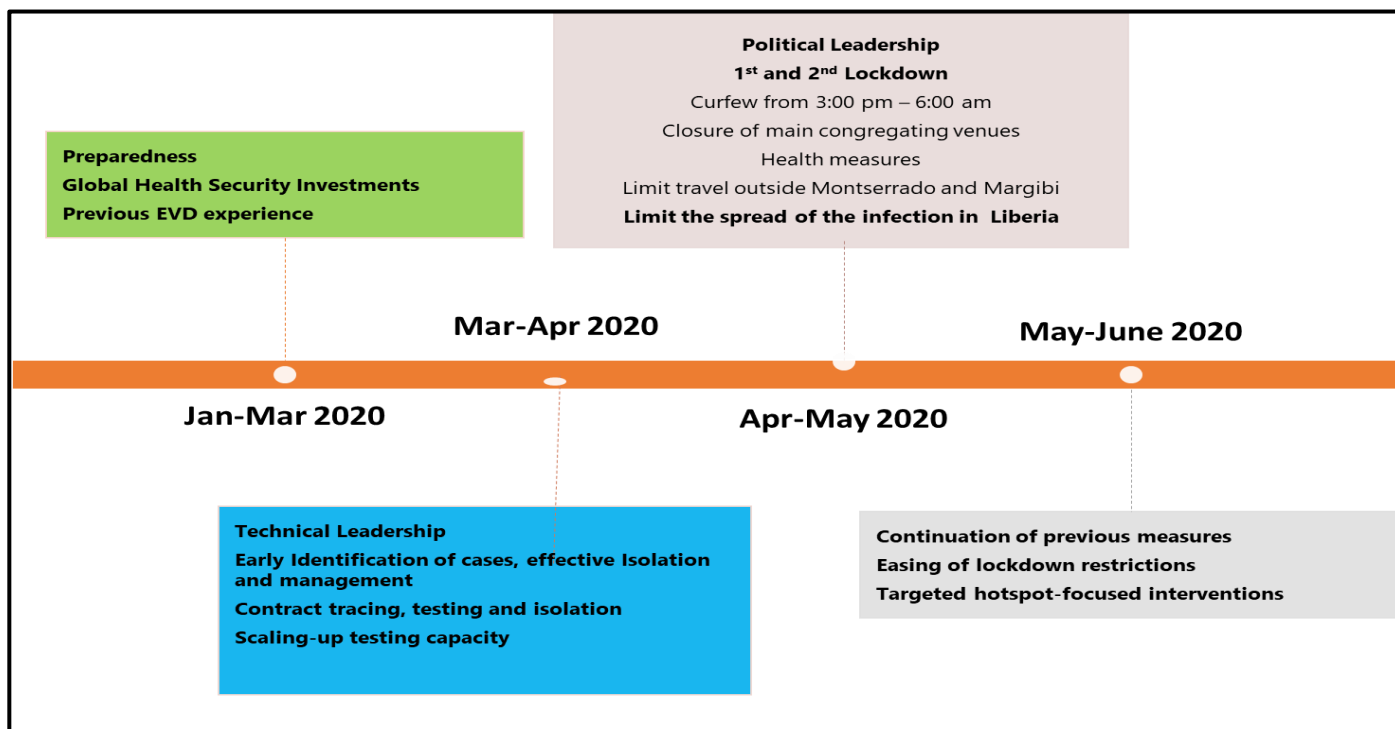 Political Leadership
1st and 2nd Lockdown
Curfew from 3:00 pm – 6:00 am
Closure of main congregating venues
Health measures
Limit travel outside Montserrado and Margibi
Limit the spread of the infection in Liberia
Preparedness
Global Health Security Investments
Previous EVD experience
Mar-Apr 2020
May-June 2020
Jan-Mar 2020
Apr-May 2020
Technical Leadership
Early Identification of cases, effective Isolation
and management
Contract tracing, testing and isolation
Scaling-up testing capacity
Continuation of previous measures
Easing of lockdown restrictions
Targeted hotspot-focused interventions